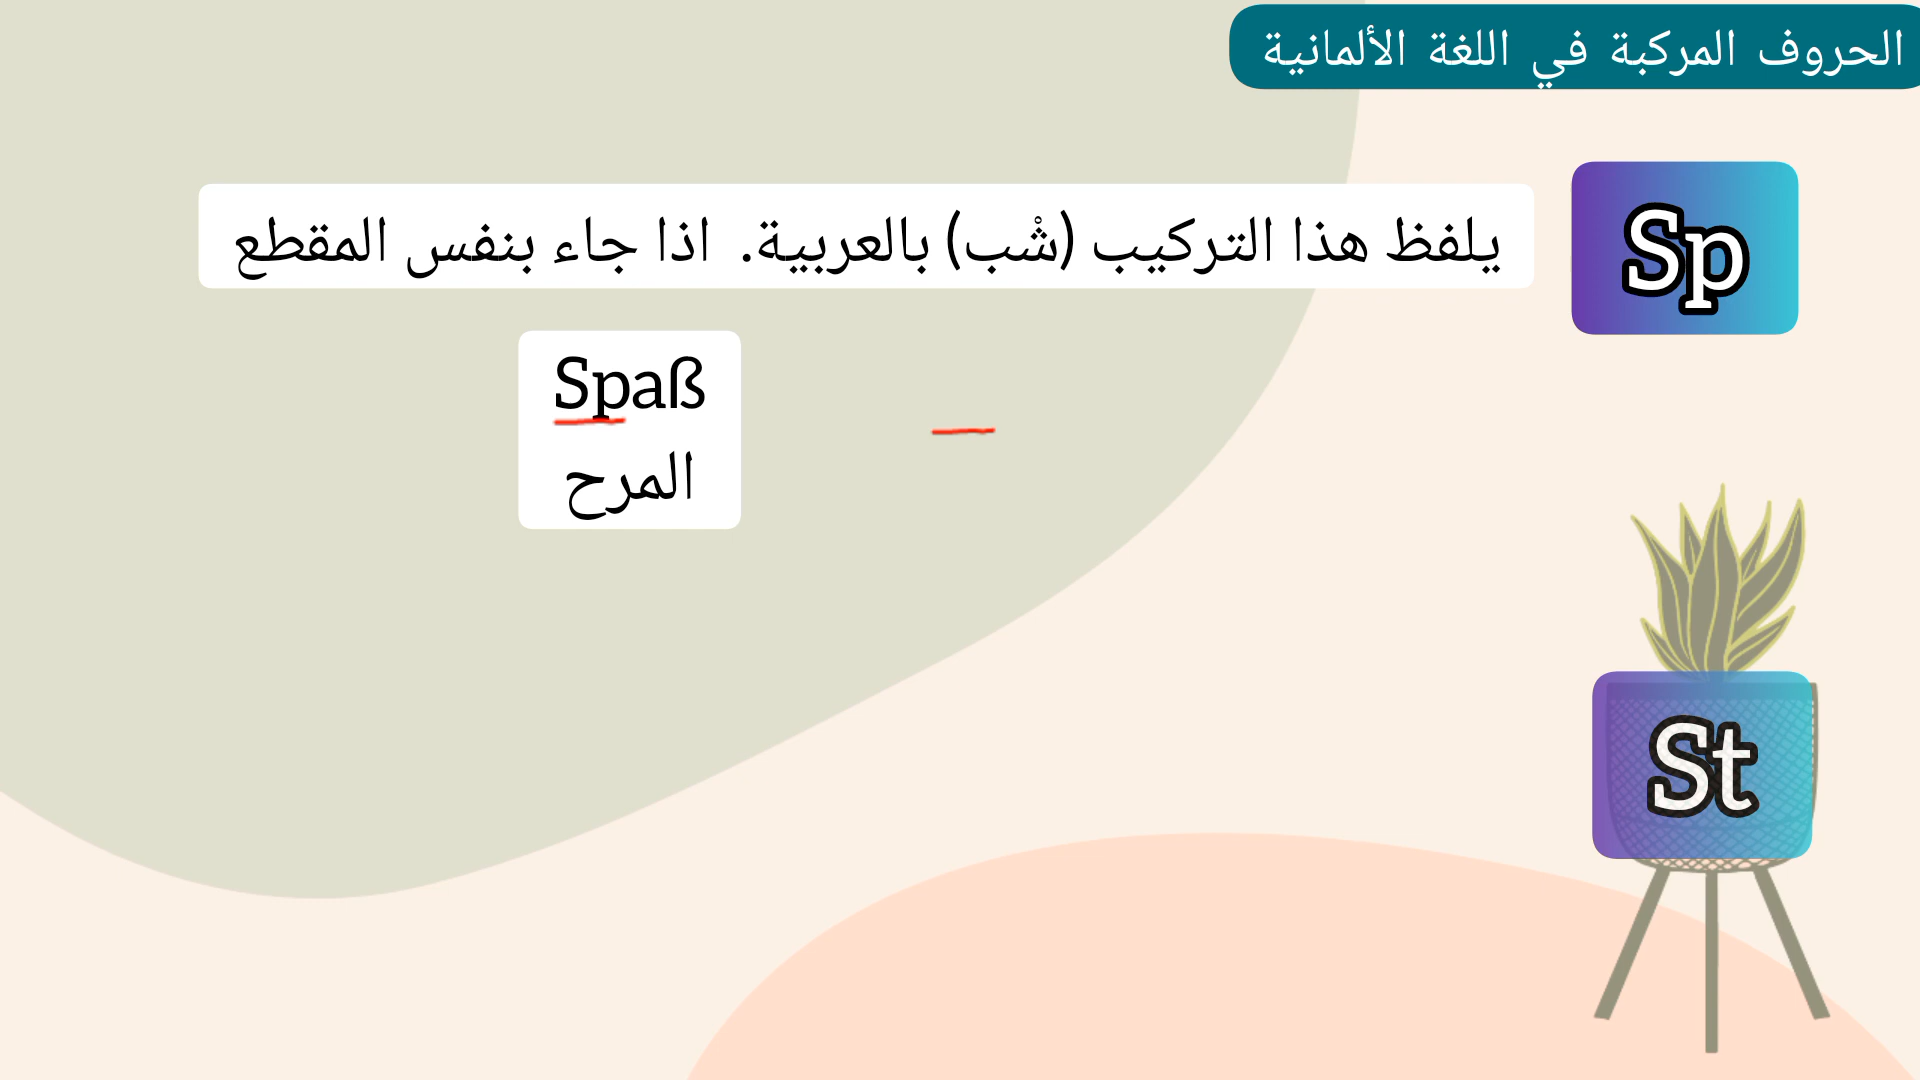 الحروف المركبة في اللغة الألمانية
Sp
يلفظ هذا التركيب (شْب) بالعربية. اذا جاء بنفس المقطع
Spaß
المرح
St